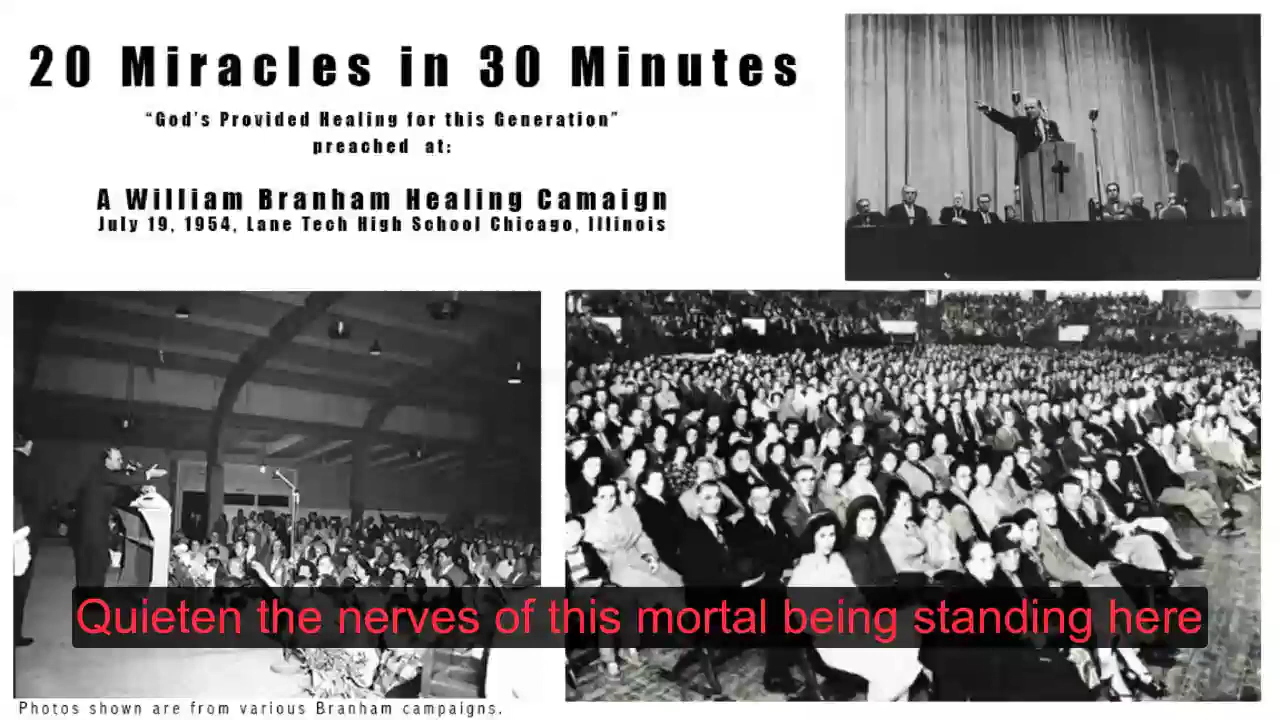 20 Miracles in 30 Minutes
"God's Provided Healing for this Generation"
preached at:
A William Branham Healing Camaign
July 19, 1954, Lane Tech High School Chicago, Illinois
Quieten the nerves of this mortal being standing here
Photos shown are from various Branham campaigns.